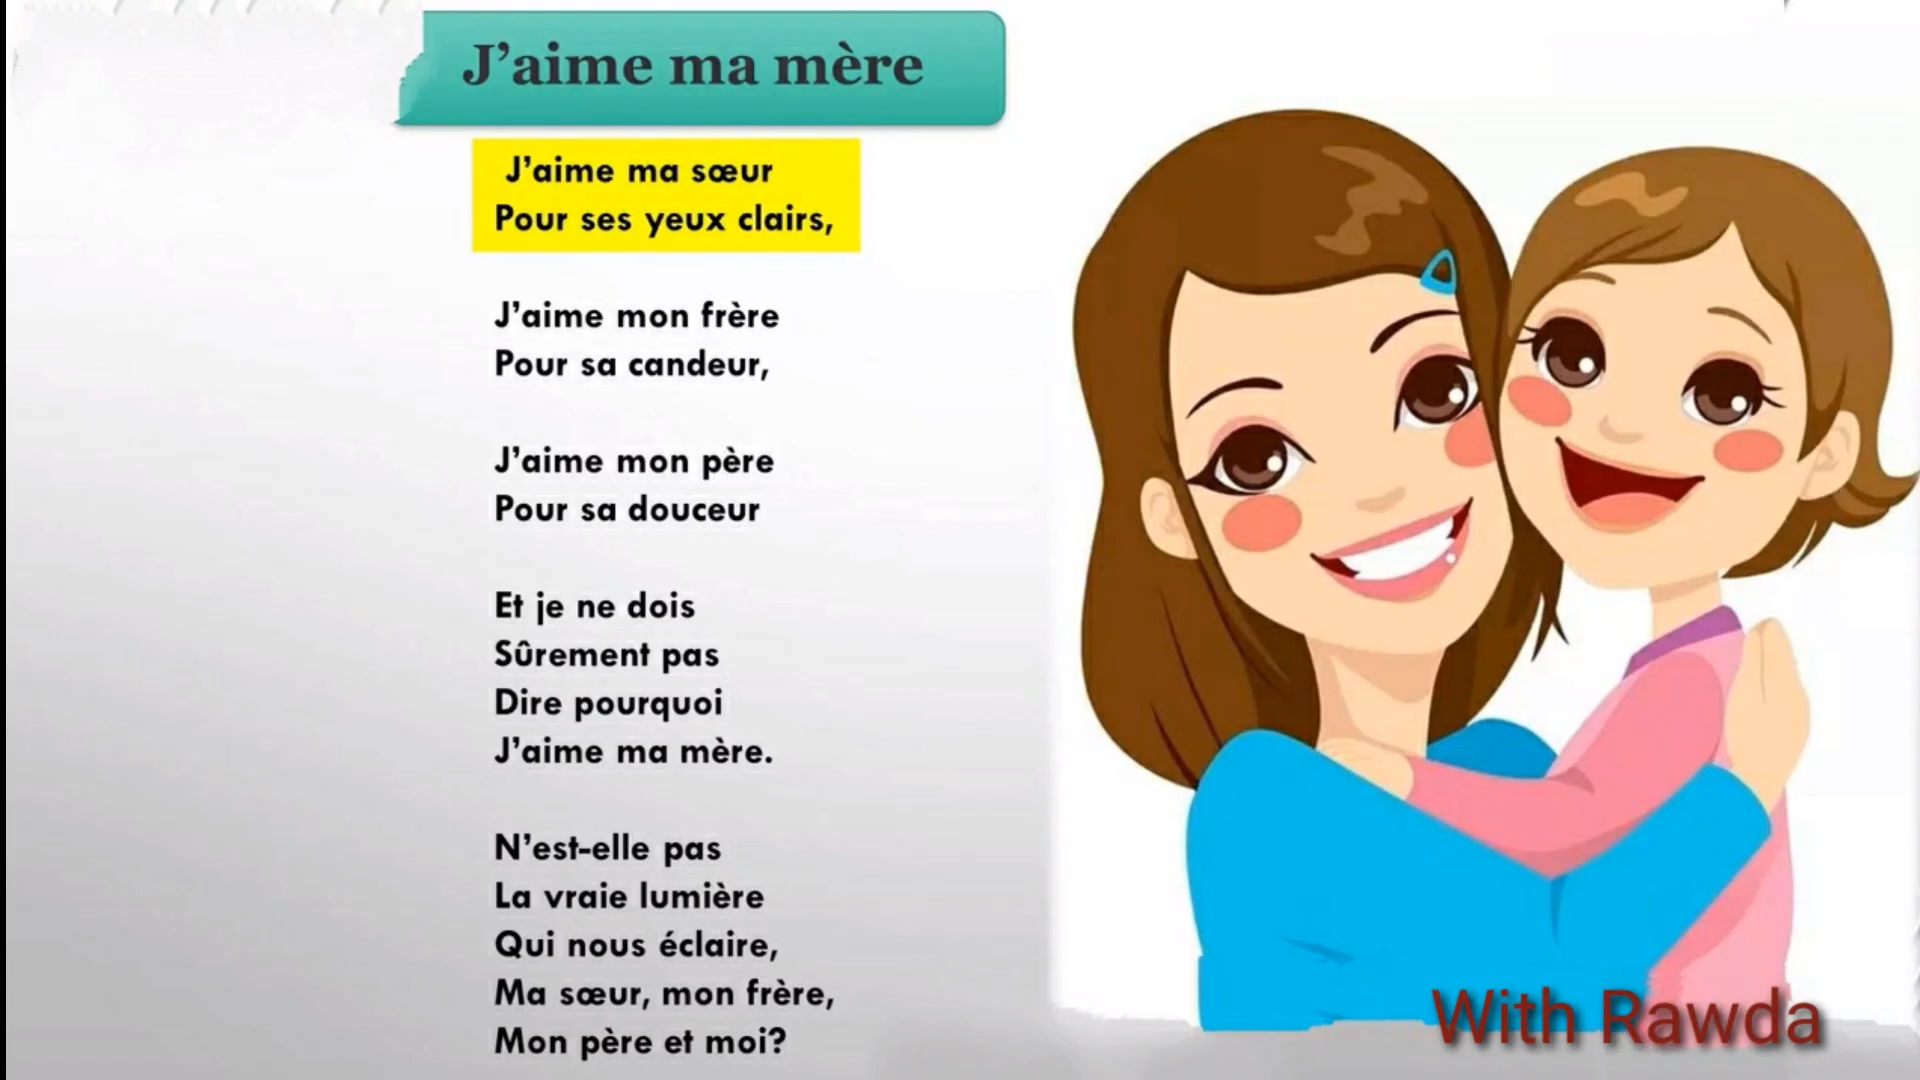 J'aime ma mère
J'aime ma sœur
Pour ses yeux clairs,
J'aime mon frère
Pour sa candeur,
J'aime mon père
Pour sa douceur
Et je ne dois
Sûrement pas
Dire pourquoi
J'aime ma mère.
N'est-elle pas
La vraie lumière
Qui nous éclaire,
Ma sœur, mon frère,
Mon père et moi?
With Rawda